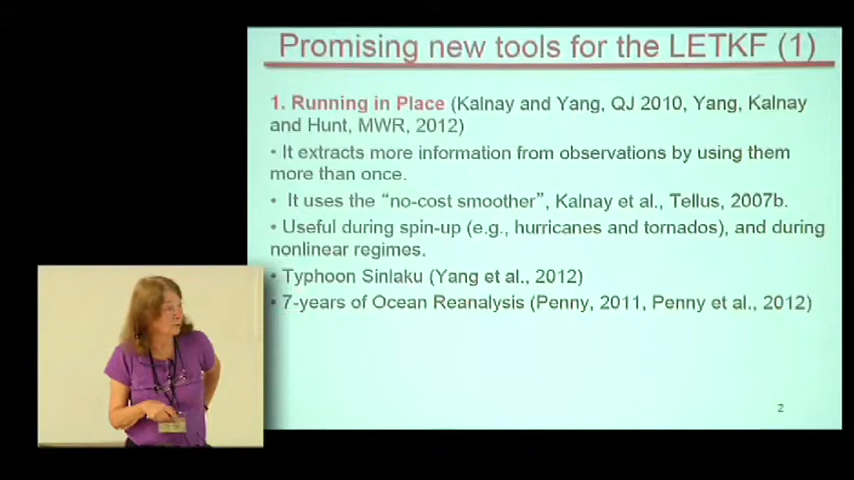 Promising new tools for the LETKF (1)
1. Running in Place (Kalnay and Yang, QJ 2010, Yang, Kalnay
and Hunt, MWR, 2012)
• It extracts more information from observations by using them
more than once.
• It uses the “no-cost smoother”, Kalnay et al., Tellus, 2007b.
• Useful during spin-up (e.g., hurricanes and tornados), and during
nonlinear regimes.
• Typhoon Sinlaku (Yang et al., 2012)
• 7-years of Ocean Reanalysis (Penny, 2011, Penny et al., 2012)
2